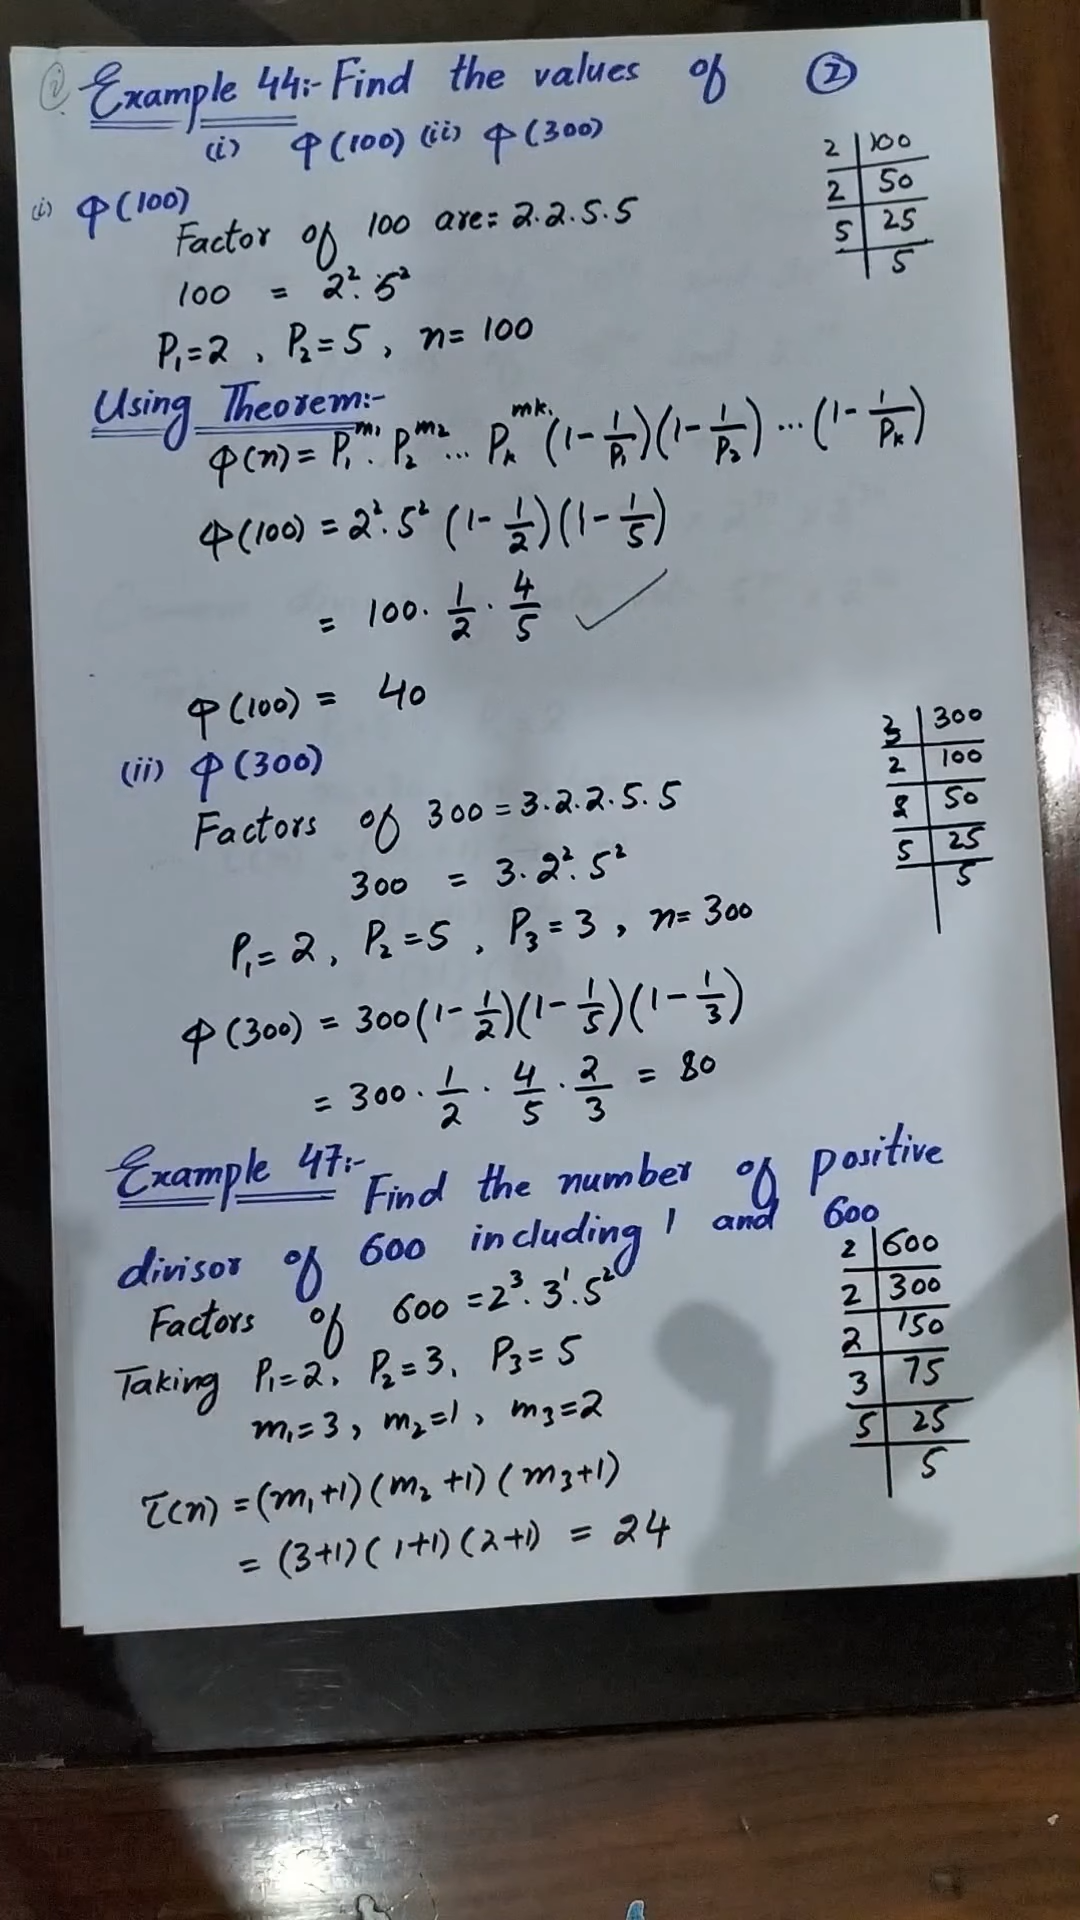 Example 44:- Find the values of ②
(i) φ(100) (ii) φ(300)
2 | 100
2 | 50
5 | 25
5
(i) φ(100)
Factor of 100 are: 2.2.5.5
100 = 2². 5²
P₁=2 , P₂=5 , n= 100
Using Theorem:-
φ(n) = P₁^m₁ . P₂^m₂ ... Pₖ^mk. (1-1/P₁)(1-1/P₂) ... (1-1/Pₖ)
φ(100) = 2². 5² (1-1/2)(1-1/5)
= 100 . 1/2 . 4/5 ✓
φ(100) = 40
(ii) φ(300)
3 | 300
2 | 100
2 | 50
5 | 25
5
Factors of 300 = 3.2.2.5.5
300 = 3.2². 5²
P₁= 2 , P₂ =5 , P₃ = 3 , n= 300
φ(300) = 300(1-1/2)(1-1/5)(1-1/3)
= 300 . 1/2 . 4/5 . 2/3 = 80
Example 47:- Find the number of positive
divisor of 600 including 1 and 600
2 | 600
2 | 300
2 | 150
3 | 75
5 | 25
5
Factors of 600 = 2³. 3¹. 5²
Taking P₁=2, P₂=3, P₃= 5
m₁=3 , m₂=1 , m₃=2
τ(n) = (m₁+1)(m₂+1)(m₃+1)
= (3+1)(1+1)(2+1) = 24